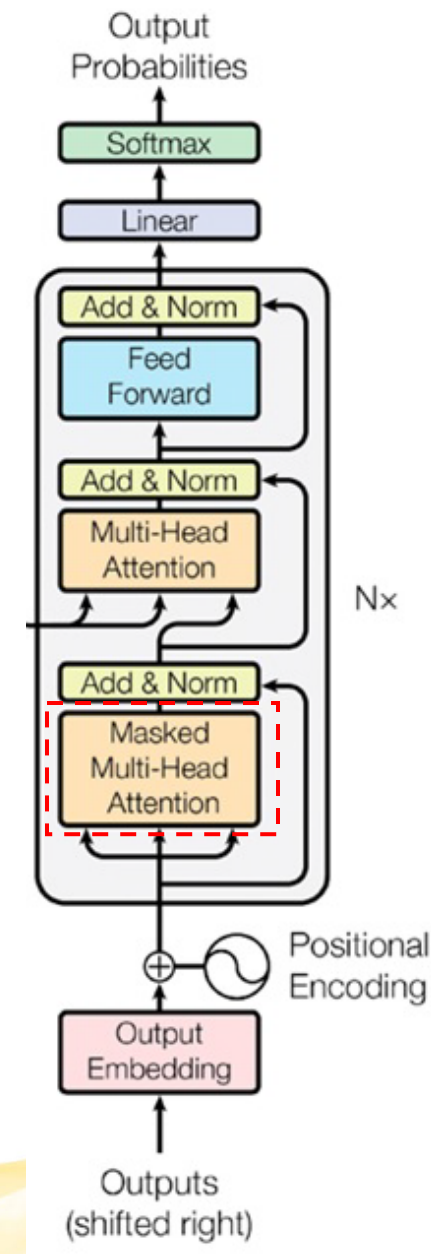 Output
Probabilities
Softmax
Linear
Add & Norm
Feed
Forward
Add & Norm
Multi-Head
Attention
N×
Add & Norm
Masked
Multi-Head
Attention
Positional
Encoding
Output
Embedding
Outputs
(shifted right)